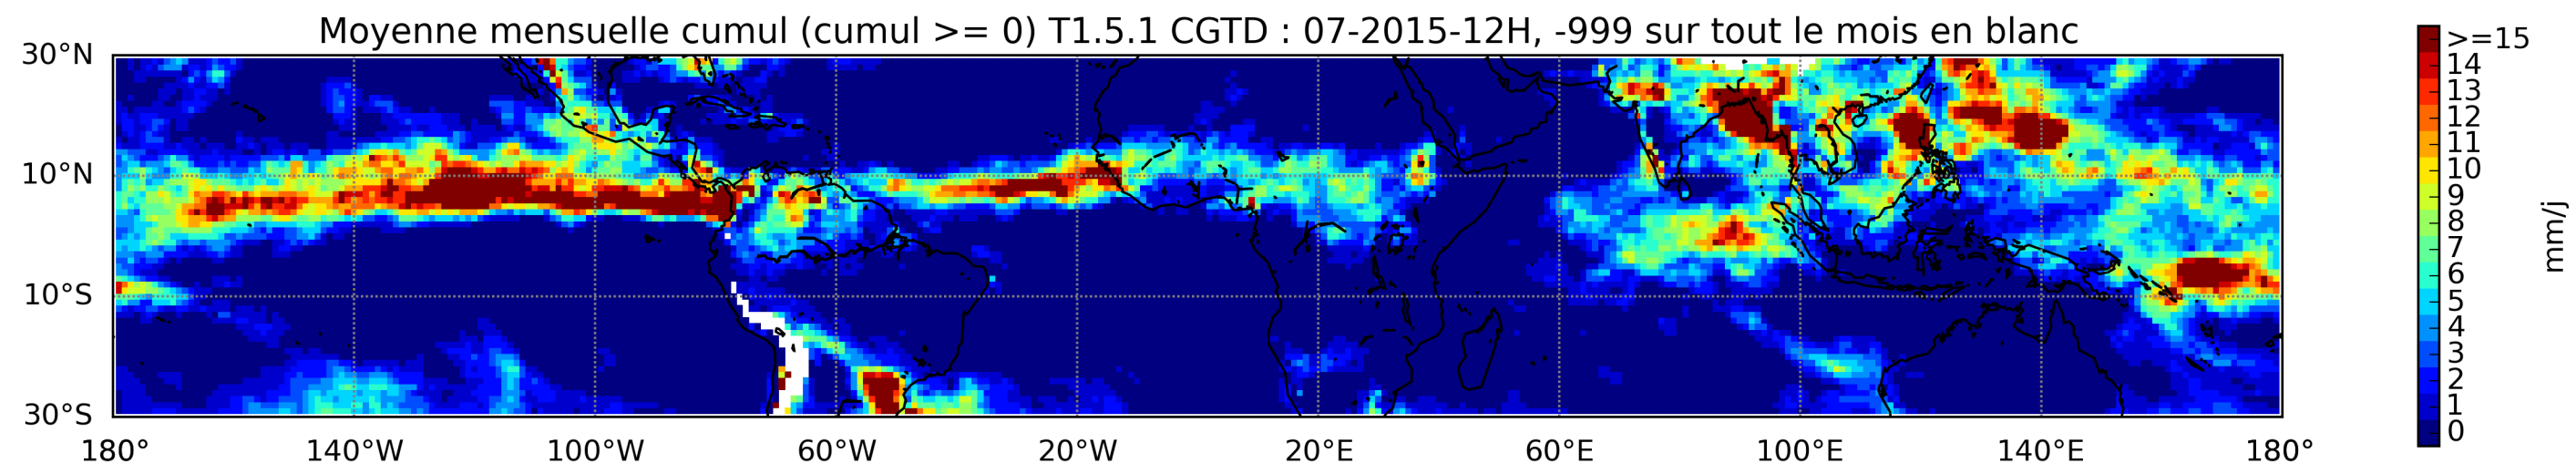 Moyenne mensuelle cumul (cumul >= 0) T1.5.1 CGTD : 07-2015-12H, -999 sur tout le mois en blanc
30°N
10°N
10°S
30°S
180° 140°W 100°W 60°W 20°W 20°E 60°E 100°E 140°E 180°
>=15
14
13
12
11
10
9
8
7
6
5
4
3
2
1
0
mm/j